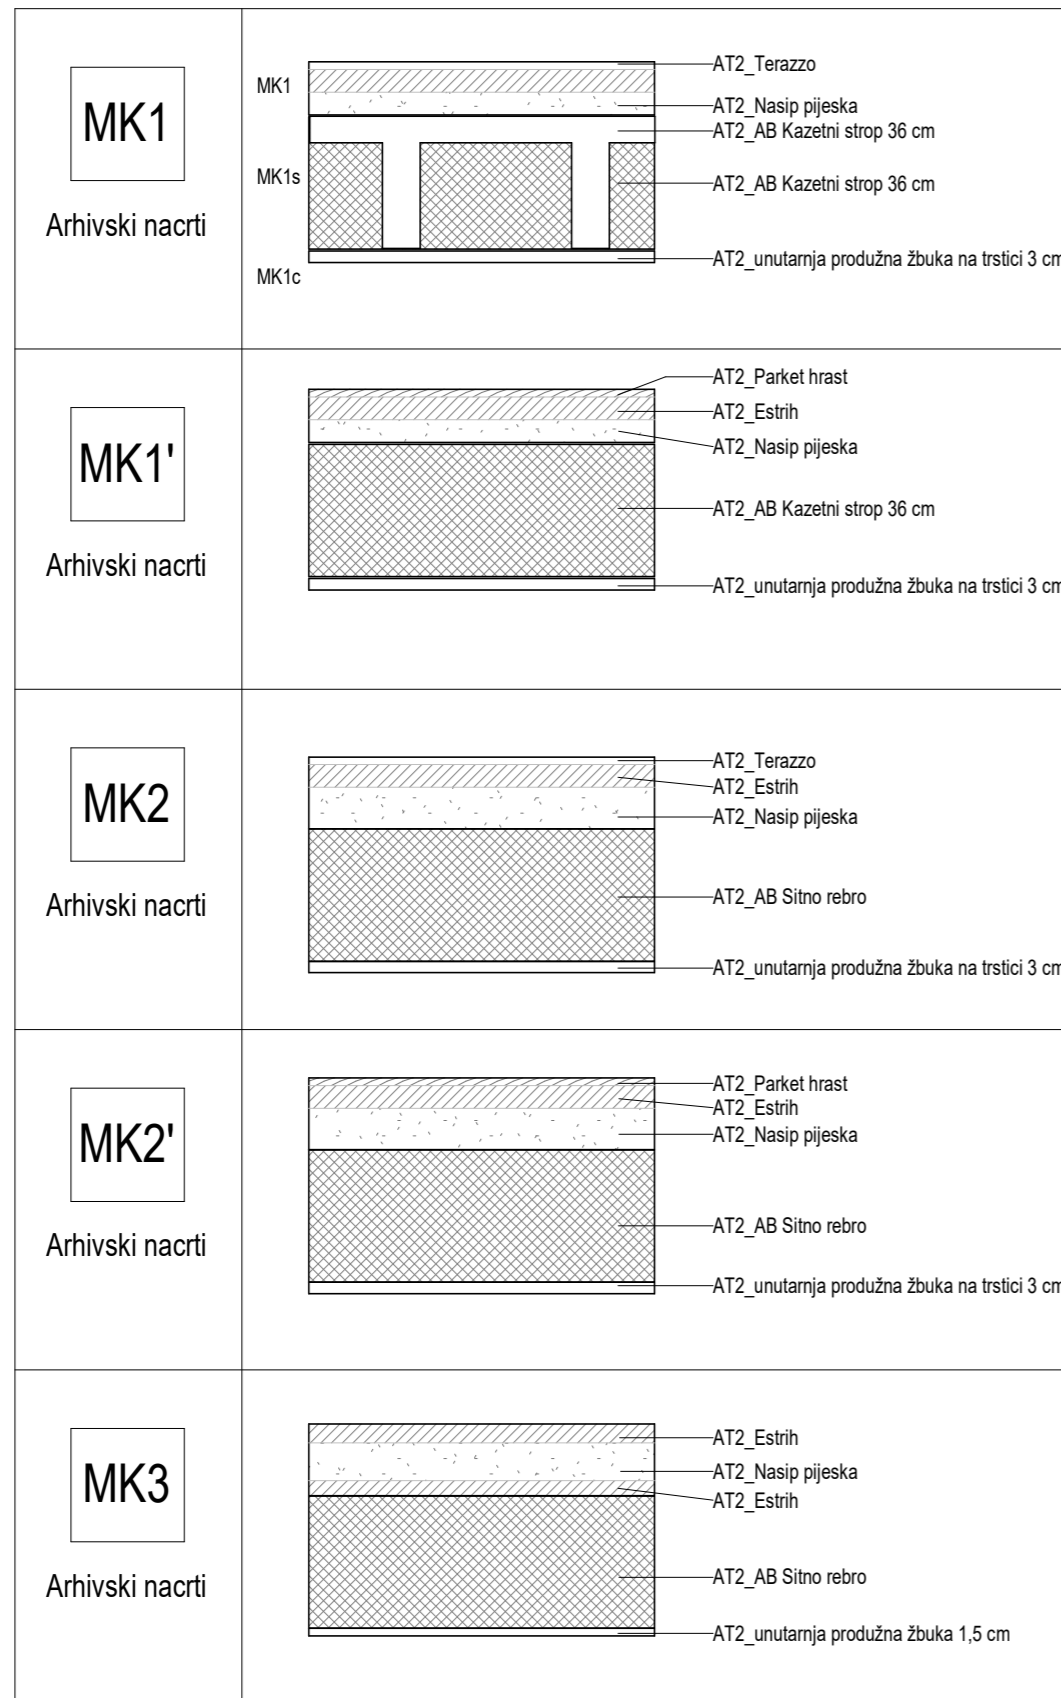 MK1
Arhivski nacrti
MK1
MK1s
MK1c
AT2_Terazzo
AT2_Nasip pijeska
AT2_AB Kazetni strop 36 cm
AT2_AB Kazetni strop 36 cm
AT2_unutarnja produžna žbuka na trstici 3 cm
MK1'
Arhivski nacrti
AT2_Parket hrast
AT2_Estrih
AT2_Nasip pijeska
AT2_AB Kazetni strop 36 cm
AT2_unutarnja produžna žbuka na trstici 3 cm
MK2
Arhivski nacrti
AT2_Terazzo
AT2_Estrih
AT2_Nasip pijeska
AT2_AB Sitno rebro
AT2_unutarnja produžna žbuka na trstici 3 cm
MK2'
Arhivski nacrti
AT2_Parket hrast
AT2_Estrih
AT2_Nasip pijeska
AT2_AB Sitno rebro
AT2_unutarnja produžna žbuka na trstici 3 cm
MK3
Arhivski nacrti
AT2_Estrih
AT2_Nasip pijeska
AT2_Estrih
AT2_AB Sitno rebro
AT2_unutarnja produžna žbuka 1,5 cm